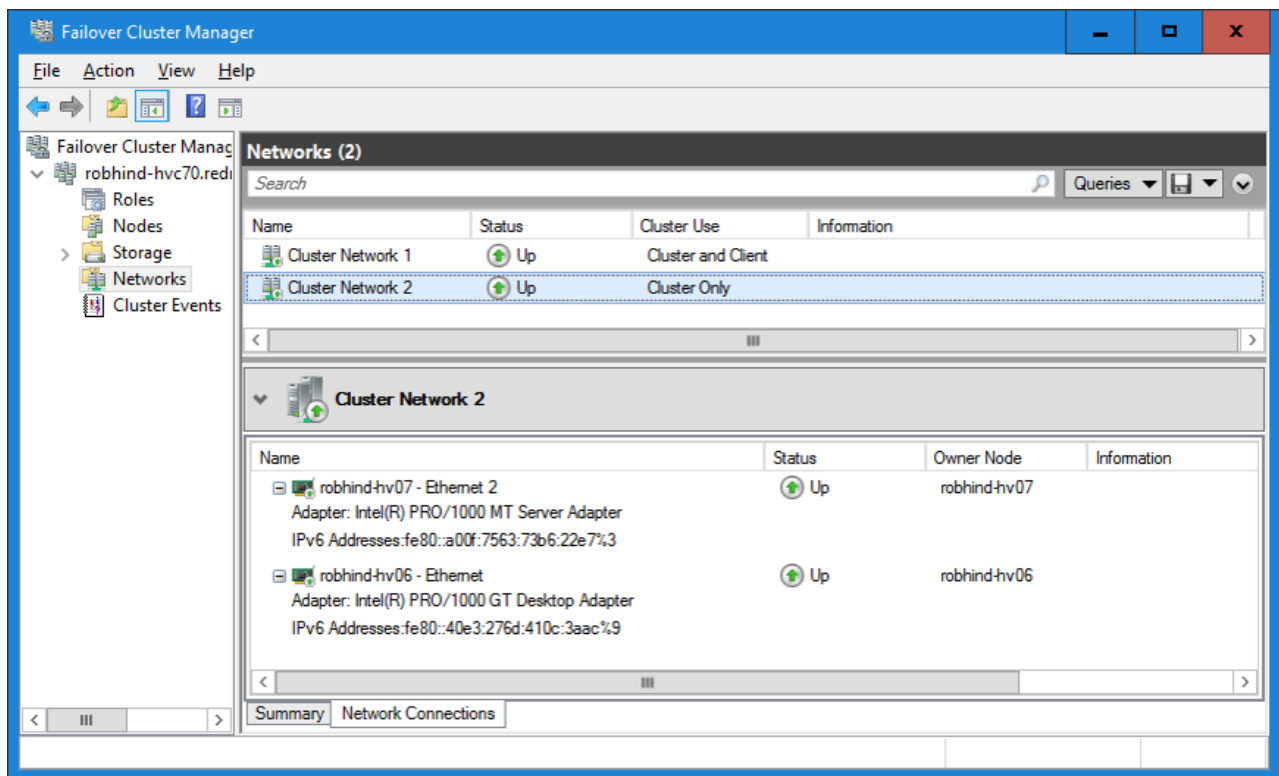 Failover Cluster Manager
File Action View Help
Failover Cluster Manag
robhind-hvc70.redr
Roles
Nodes
Storage
Networks
Cluster Events
Networks (2)
Search Queries
Name Status Cluster Use Information
Cluster Network 1 Up Cluster and Client
Cluster Network 2 Up Cluster Only
Cluster Network 2
Name Status Owner Node Information
robhind-hv07 - Ethernet 2 Up robhind-hv07
Adapter: Intel(R) PRO/1000 MT Server Adapter
IPv6 Addresses:fe80::a00f:7563:73b6:22e7%3
robhind-hv06 - Ethernet Up robhind-hv06
Adapter: Intel(R) PRO/1000 GT Desktop Adapter
IPv6 Addresses:fe80::40e3:276d:410c:3aac%9
Summary Network Connections